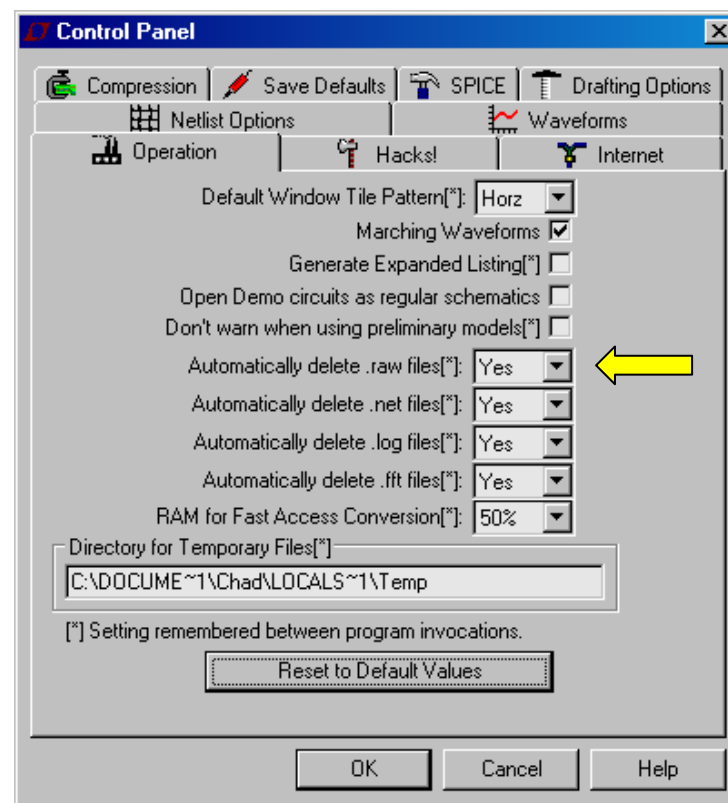 Control Panel
Compression
Save Defaults
SPICE
Drafting Options
Netlist Options
Waveforms
Operation
Hacks!
Internet
Default Window Tile Pattern[*]: Horz
Marching Waveforms
Generate Expanded Listing[*]
Open Demo circuits as regular schematics
Don't warn when using preliminary models[*]
Automatically delete .raw files[*]: Yes
Automatically delete .net files[*]: Yes
Automatically delete .log files[*]: Yes
Automatically delete .fft files[*]: Yes
RAM for Fast Access Conversion[*]: 50%
Directory for Temporary Files[*]
C:\DOCUME~1\Chad\LOCALS~1\Temp
[*] Setting remembered between program invocations.
Reset to Default Values
OK
Cancel
Help